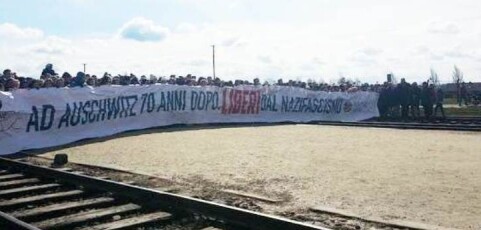 AD AUSCHWITZ 70 ANNI DOPO. LIBERI DAL NAZIFASCISMO